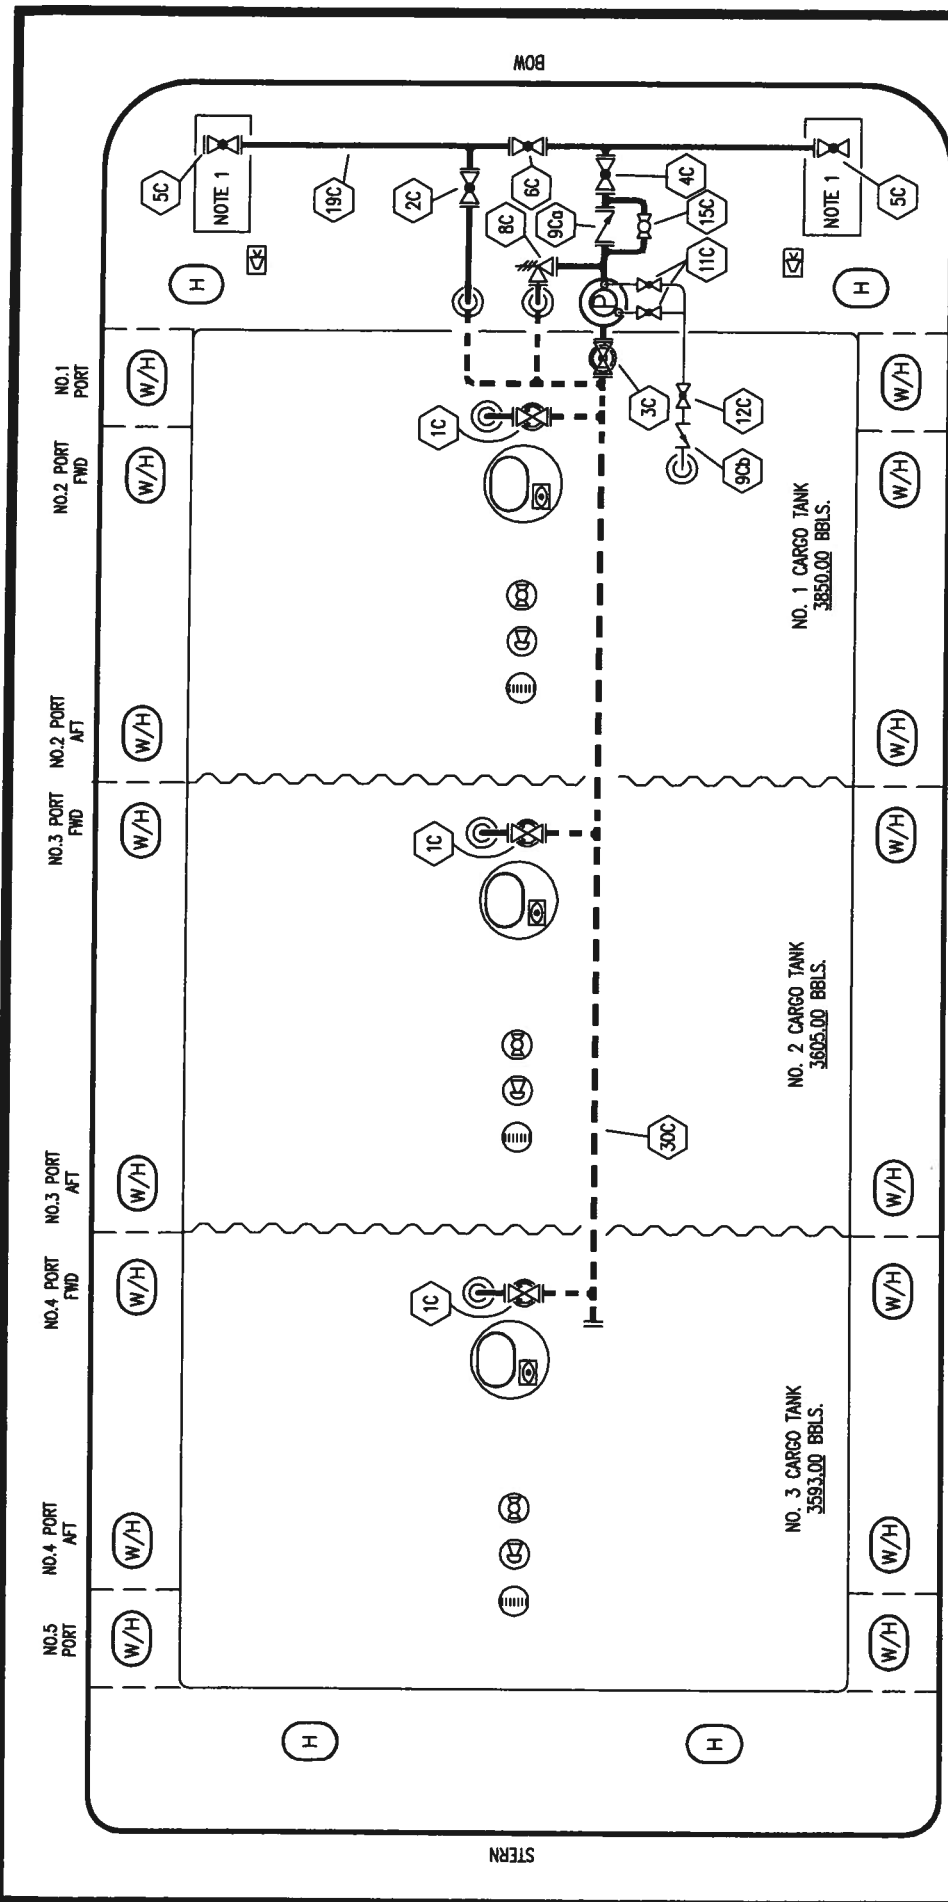 BOW
5C
NOTE 1
19C
2C
6C
4C
NOTE 1
5C
8C
9Ca
15C
11C
H
H
P
NO.1
PORT
W/H
W/H
3C
12C
9Cb
1C
NO.2 PORT
FWD
W/H
W/H
NO. 1 CARGO TANK
3850.00 BBLS.
NO.2 PORT
AFT
W/H
W/H
NO.3 PORT
FWD
W/H
W/H
1C
NO. 2 CARGO TANK
3605.00 BBLS.
30C
NO.3 PORT
AFT
W/H
W/H
NO.4 PORT
FWD
W/H
W/H
1C
NO. 3 CARGO TANK
3593.00 BBLS.
NO.4 PORT
AFT
W/H
W/H
NO.5
PORT
W/H
W/H
H
H
STERN